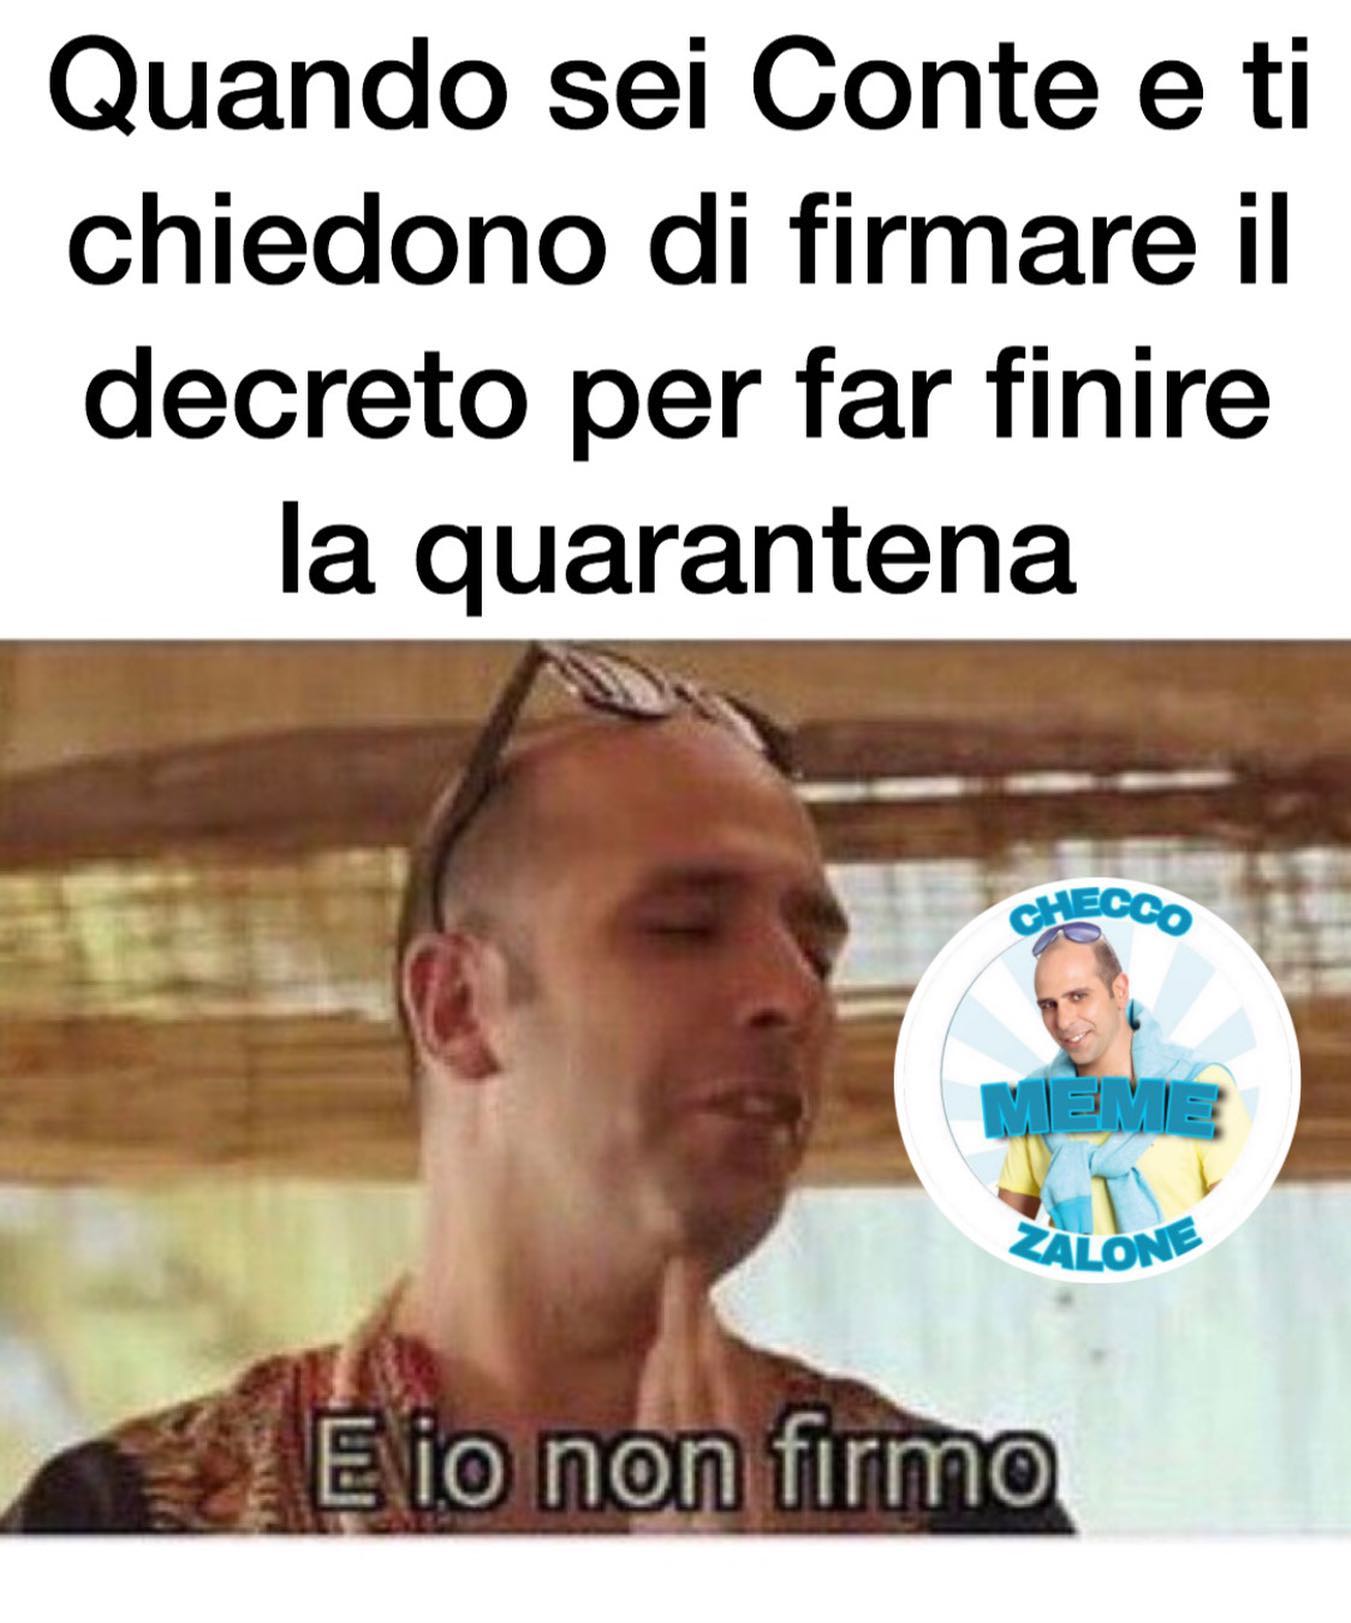 Quando sei Conte e ti
chiedono di firmare il
decreto per far finire
la quarantena
CHECCO
MEME
ZALONE
E io non firmo